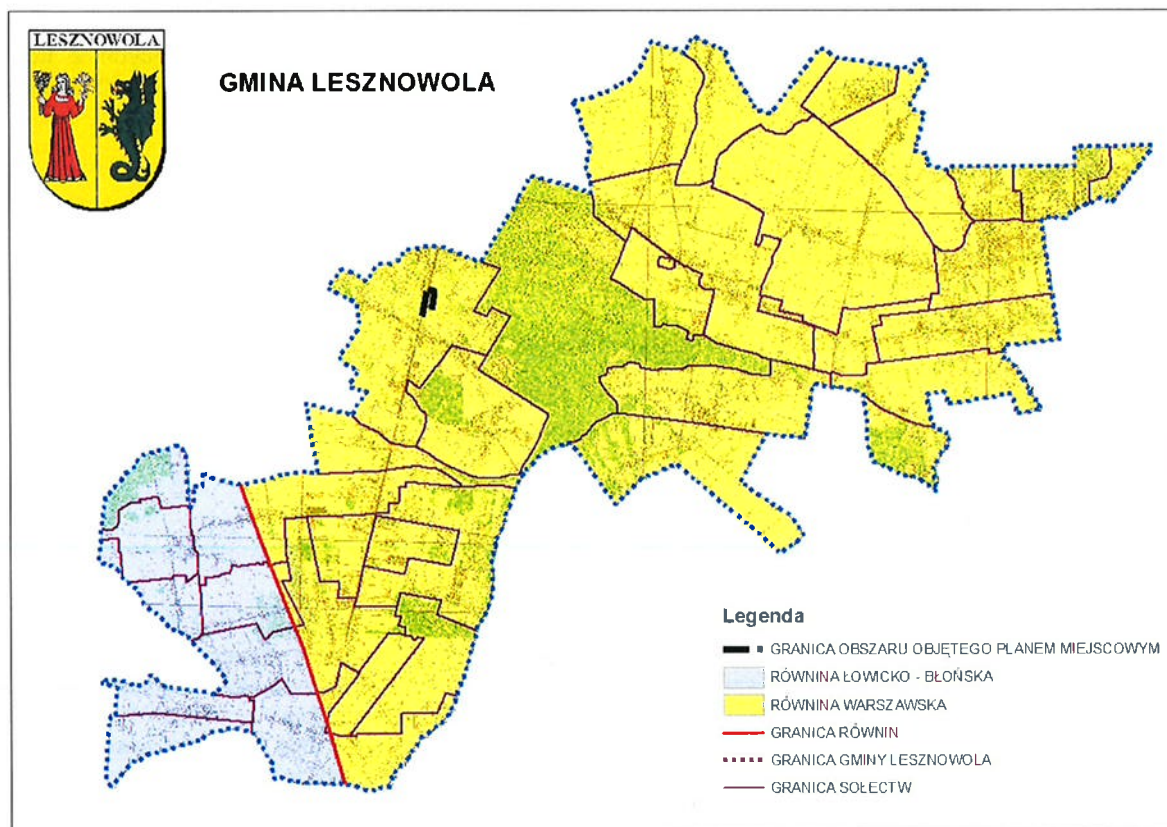 LESZNOWOLA
GMINA LESZNOWOLA
Legenda
GRANICA OBSZARU OBJĘTEGO PLANEM MIEJSCOWYM
RÓWNINA ŁOWICKO - BŁOŃSKA
RÓWNINA WARSZAWSKA
GRANICA RÓWNIN
GRANICA GMINY LESZNOWOLA
GRANICA SOŁECTW